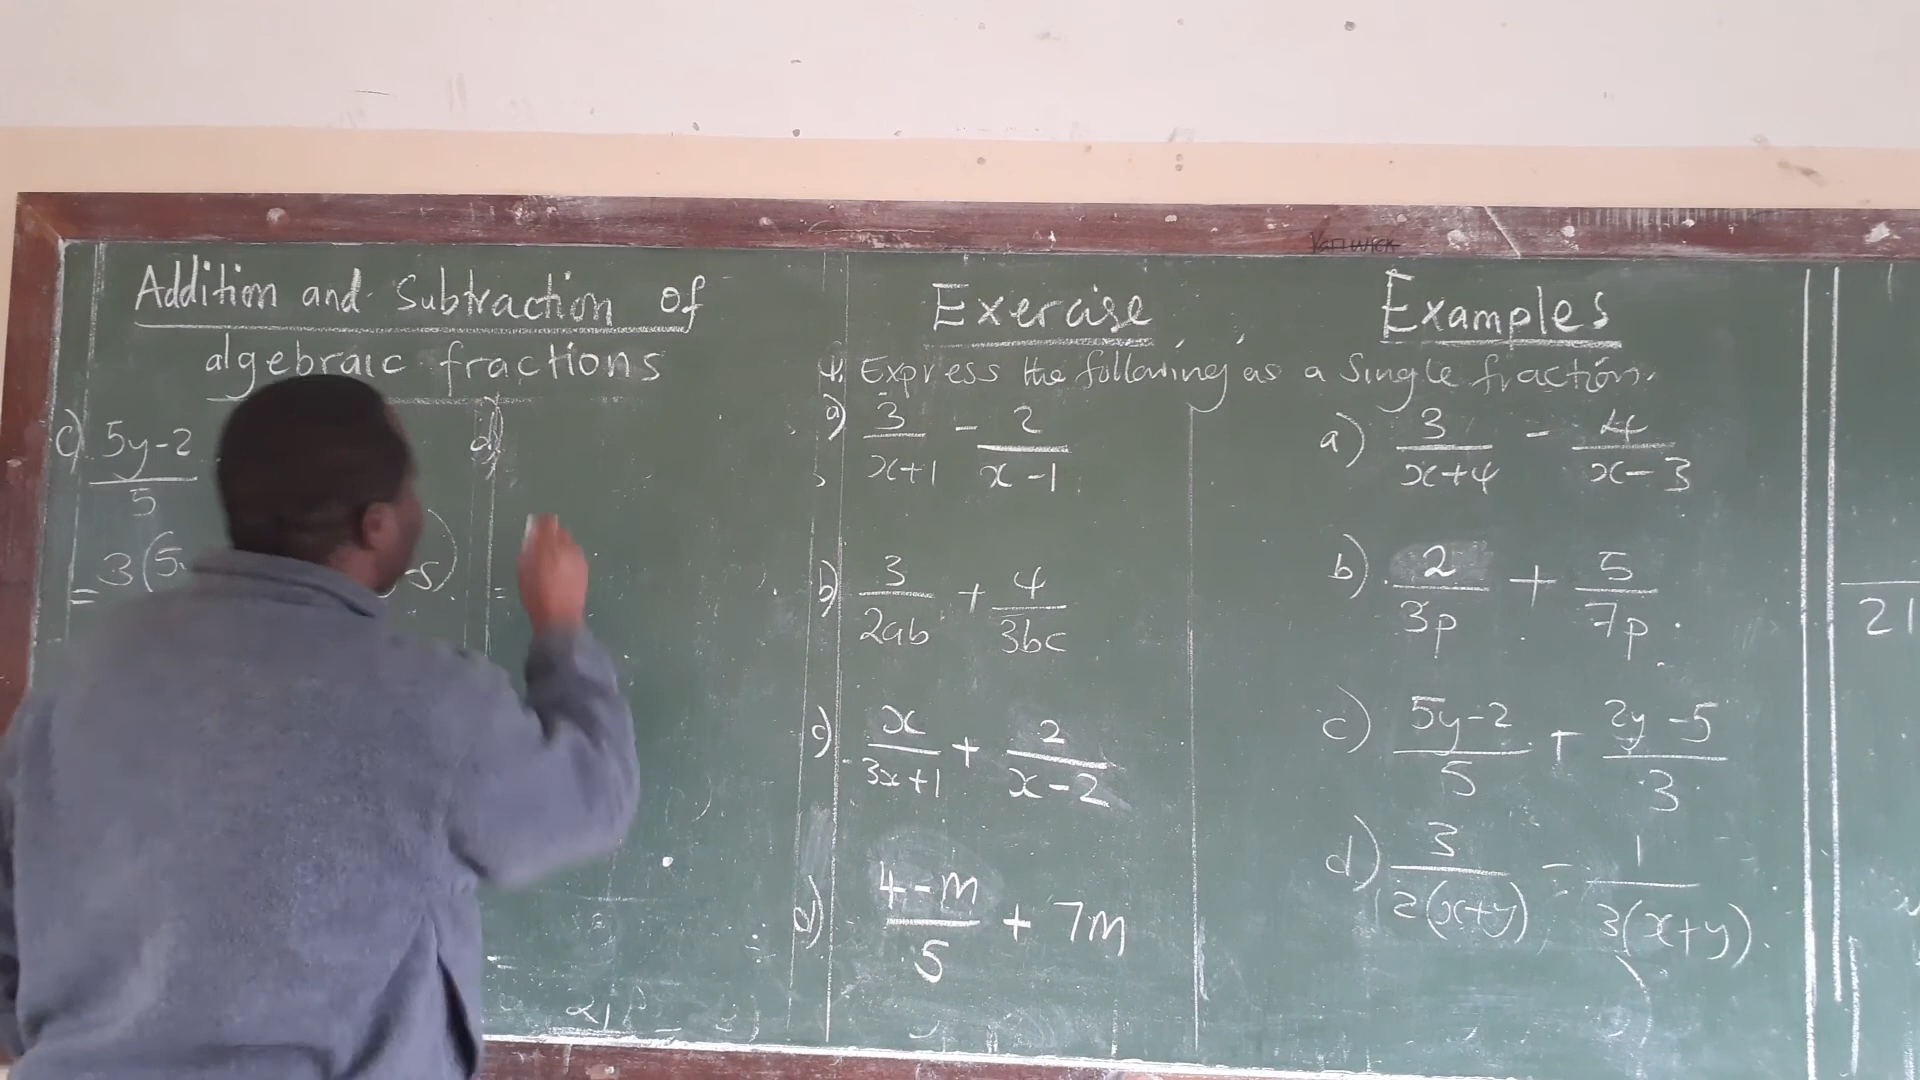 Addition and Subtraction of
algebraic fractions
c) 5y-2
5
= 3(5
d)
=
Exercise
Express the following as a single fraction.
a) 3/(x+1) - 2/(x-1)
b) 3/(2ab) + 4/(3bc)
c) x/(3x+1) + 2/(x-2)
d) (4-m)/5 + 7m
Examples
a) 3/(x+4) - 4/(x-3)
b) 2/(3p) + 5/(7p)
c) (5y-2)/5 + (2y-5)/3
d) 3/(2(x+y)) - 1/(3(x+y))
21